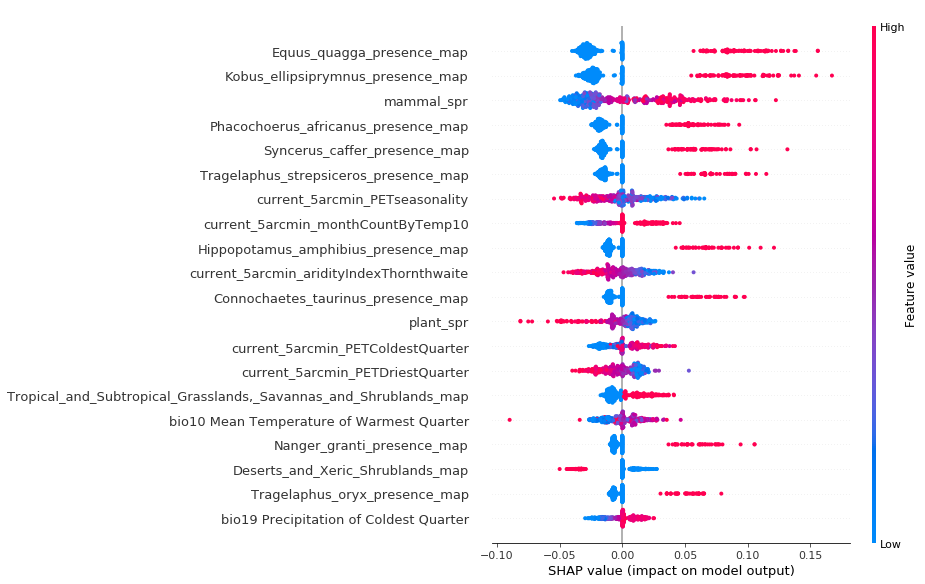 High
Equus_quagga_presence_map
Kobus_ellipsiprymnus_presence_map
mammal_spr
Phacochoerus_africanus_presence_map
Syncerus_caffer_presence_map
Tragelaphus_strepsiceros_presence_map
current_5arcmin_PETseasonality
current_5arcmin_monthCountByTemp10
Hippopotamus_amphibius_presence_map
current_5arcmin_aridityIndexThornthwaite
Connochaetes_taurinus_presence_map
plant_spr
current_5arcmin_PETColdestQuarter
current_5arcmin_PETDriestQuarter
Tropical_and_Subtropical_Grasslands,_Savannas_and_Shrublands_map
bio10 Mean Temperature of Warmest Quarter
Nanger_granti_presence_map
Deserts_and_Xeric_Shrublands_map
Tragelaphus_oryx_presence_map
bio19 Precipitation of Coldest Quarter
Feature value
Low
−0.10 −0.05 0.00 0.05 0.10 0.15
SHAP value (impact on model output)